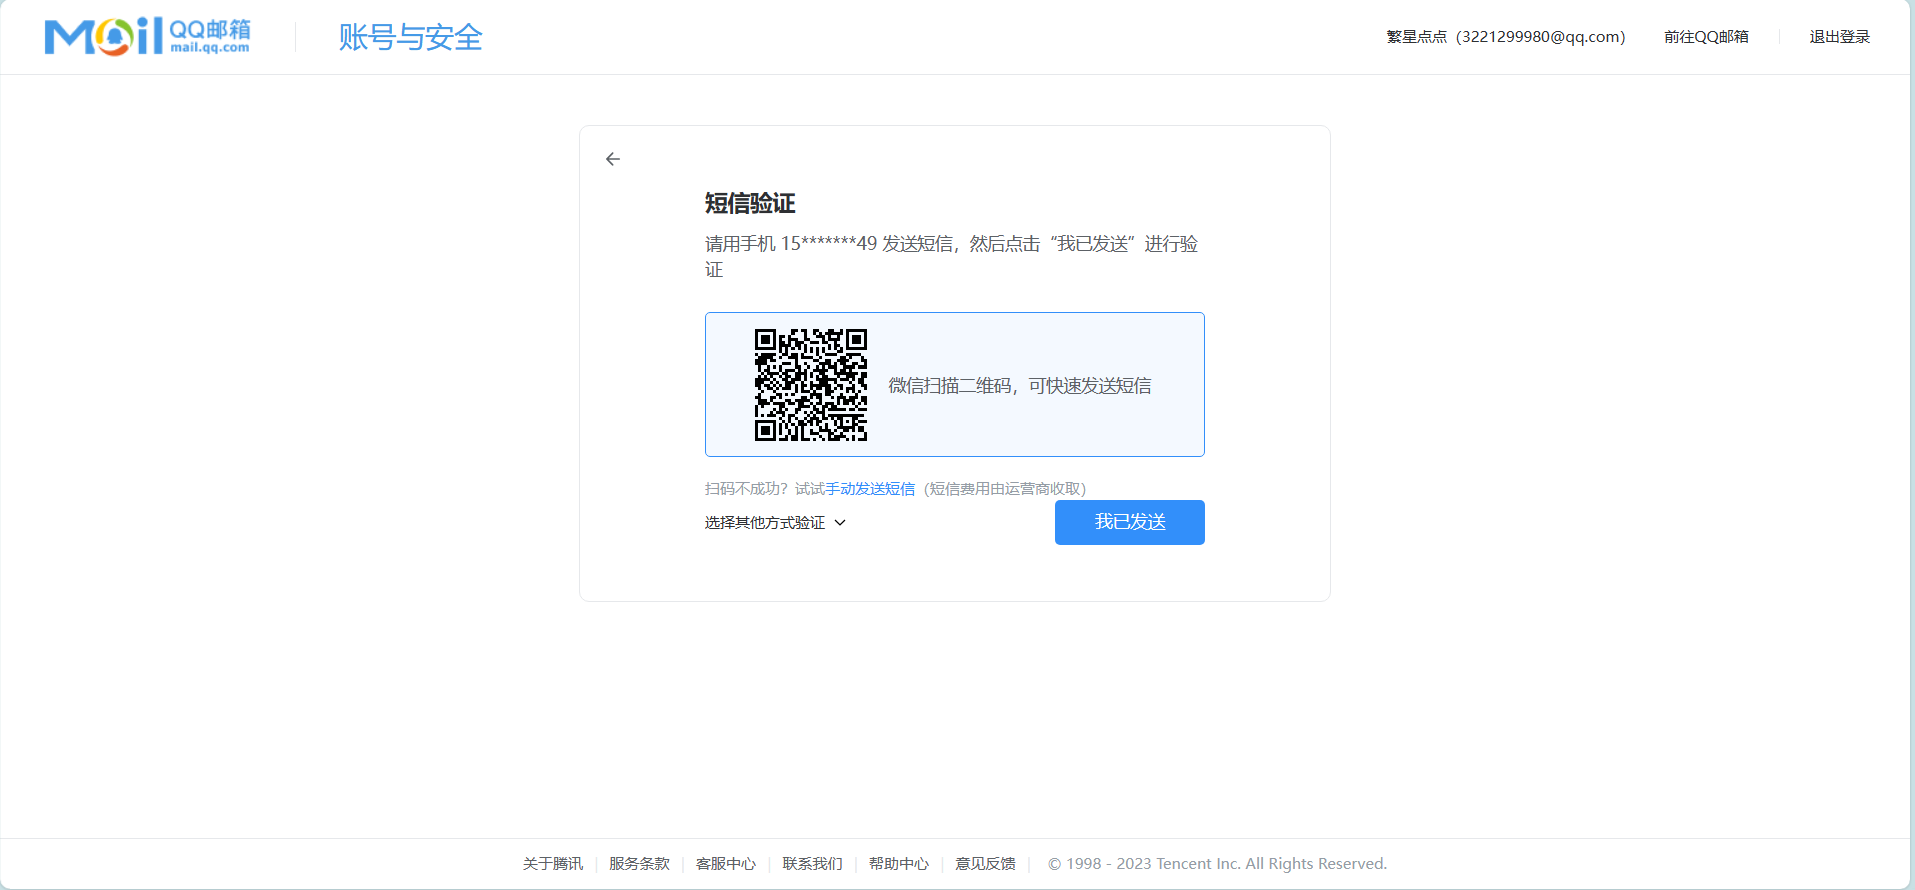 Mail QQ邮箱
mail.qq.com
账号与安全
繁星点点（3221299980@qq.com）
前往QQ邮箱
退出登录
短信验证
请用手机 15*******49 发送短信，然后点击“我已发送”进行验
证
微信扫描二维码，可快速发送短信
扫码不成功？试试手动发送短信（短信费用由运营商收取）
选择其他方式验证
我已发送
关于腾讯 | 服务条款 | 客服中心 | 联系我们 | 帮助中心 | 意见反馈 | © 1998 - 2023 Tencent Inc. All Rights Reserved.